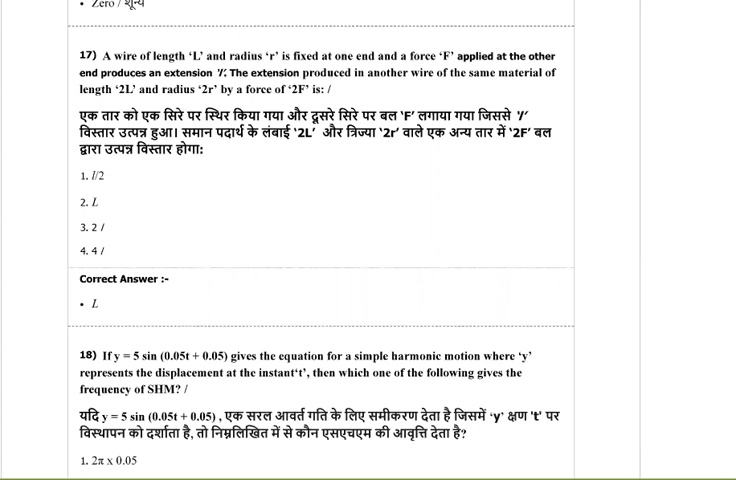 • Zero / शून्य
17) A wire of length ‘L’ and radius ‘r’ is fixed at one end and a force ‘F’ applied at the other
end produces an extension ‘l’. The extension produced in another wire of the same material of
length ‘2L’ and radius ‘2r’ by a force of ‘2F’ is: /
एक तार को एक सिरे पर स्थिर किया गया और दूसरे सिरे पर बल 'F' लगाया गया जिससे 'l'
विस्तार उत्पन्न हुआ। समान पदार्थ के लंबाई '2L' और त्रिज्या '2r' वाले एक अन्य तार में '2F' बल
द्वारा उत्पन्न विस्तार होगा:
1. l/2
2. L
3. 2 l
4. 4 l
Correct Answer :-
• L
18) If y = 5 sin (0.05t + 0.05) gives the equation for a simple harmonic motion where ‘y’
represents the displacement at the instant‘t’, then which one of the following gives the
frequency of SHM? /
यदि y = 5 sin (0.05t + 0.05) , एक सरल आवर्त गति के लिए समीकरण देता है जिसमें ‘y’ क्षण 't' पर
विस्थापन को दर्शाता है, तो निम्नलिखित में से कौन एसएचएम की आवृत्ति देता है?
1. 2π x 0.05